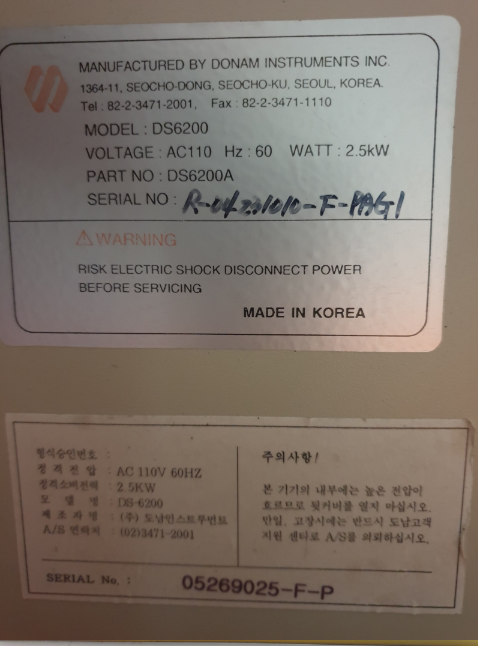 MANUFACTURED BY DONAM INSTRUMENTS INC.
1364-11, SEOCHO-DONG, SEOCHO-KU, SEOUL, KOREA.
Tel : 82-2-3471-2001, Fax : 82-2-3471-1110
MODEL : DS6200
VOLTAGE : AC110 Hz : 60 WATT : 2.5kW
PART NO : DS6200A
SERIAL NO :
WARNING
RISK ELECTRIC SHOCK DISCONNECT POWER
BEFORE SERVICING
MADE IN KOREA
형식승인번호 :
정격전압 : AC 110V 60HZ
정격소비전력 : 2.5KW
모델명 : DS-6200
제조자명 : (주) 도남인스트루먼트
A/S 연락처 : (02)3471-2001
주의사항!
본 기기의 내부에는 높은 전압이
흐르므로 뒷커버를 열지 마십시오.
만일, 고장시에는 반드시 도남고객
지원 센타로 A/S를 의뢰하십시오.
SERIAL No. : 05269025-F-P